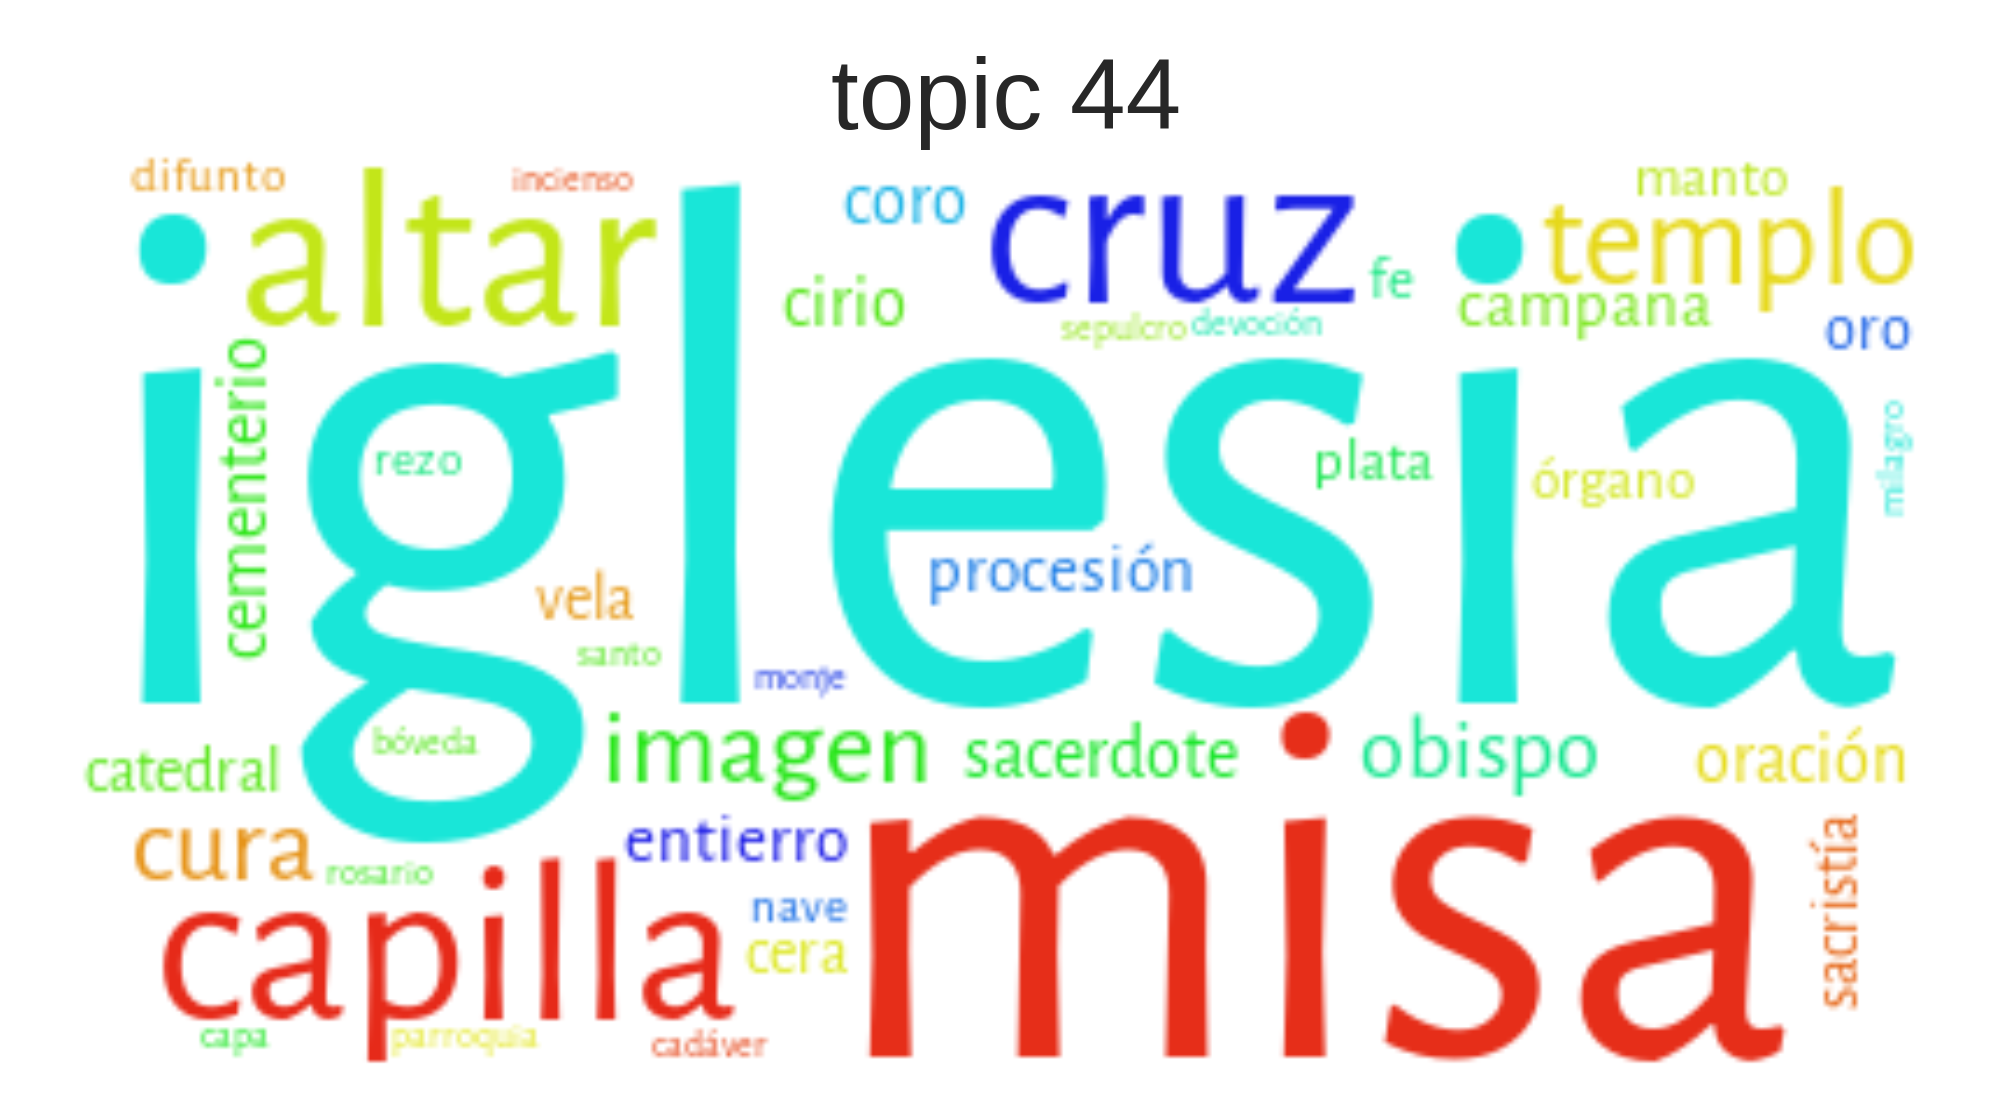 topic 44
difunto
incienso
manto
coro
altar
cruz
templo
fe
cirio
campana
sepulcro
devoción
oro
iglesia
cementerio
rezo
plata
órgano
milagro
procesión
vela
santo
monje
bóveda
imagen
sacerdote
obispo
oración
catedral
cura
entierro
rosario
misa
sacristía
capilla
nave
cera
capa
parroquia
cadáver